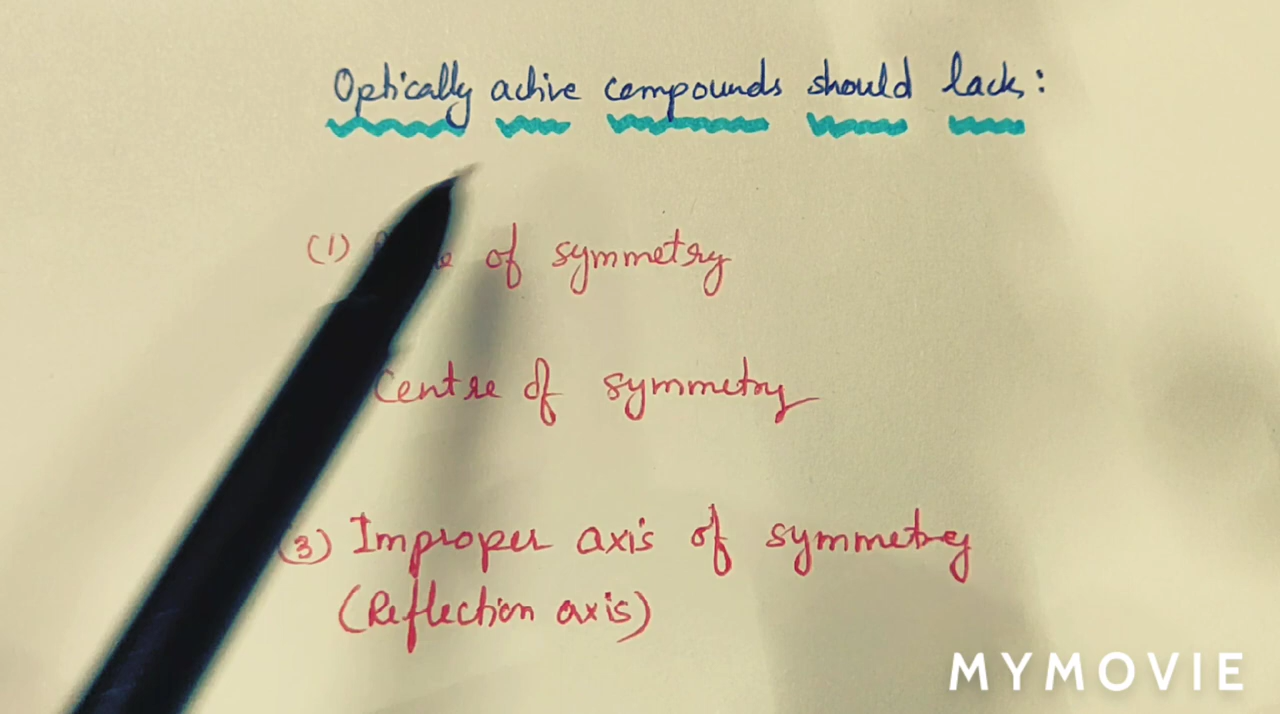 Optically active compounds should lack:
(1) of symmetry
Centre of symmetry
(3) Improper axis of symmetry
(Reflection axis)
MYMOVIE